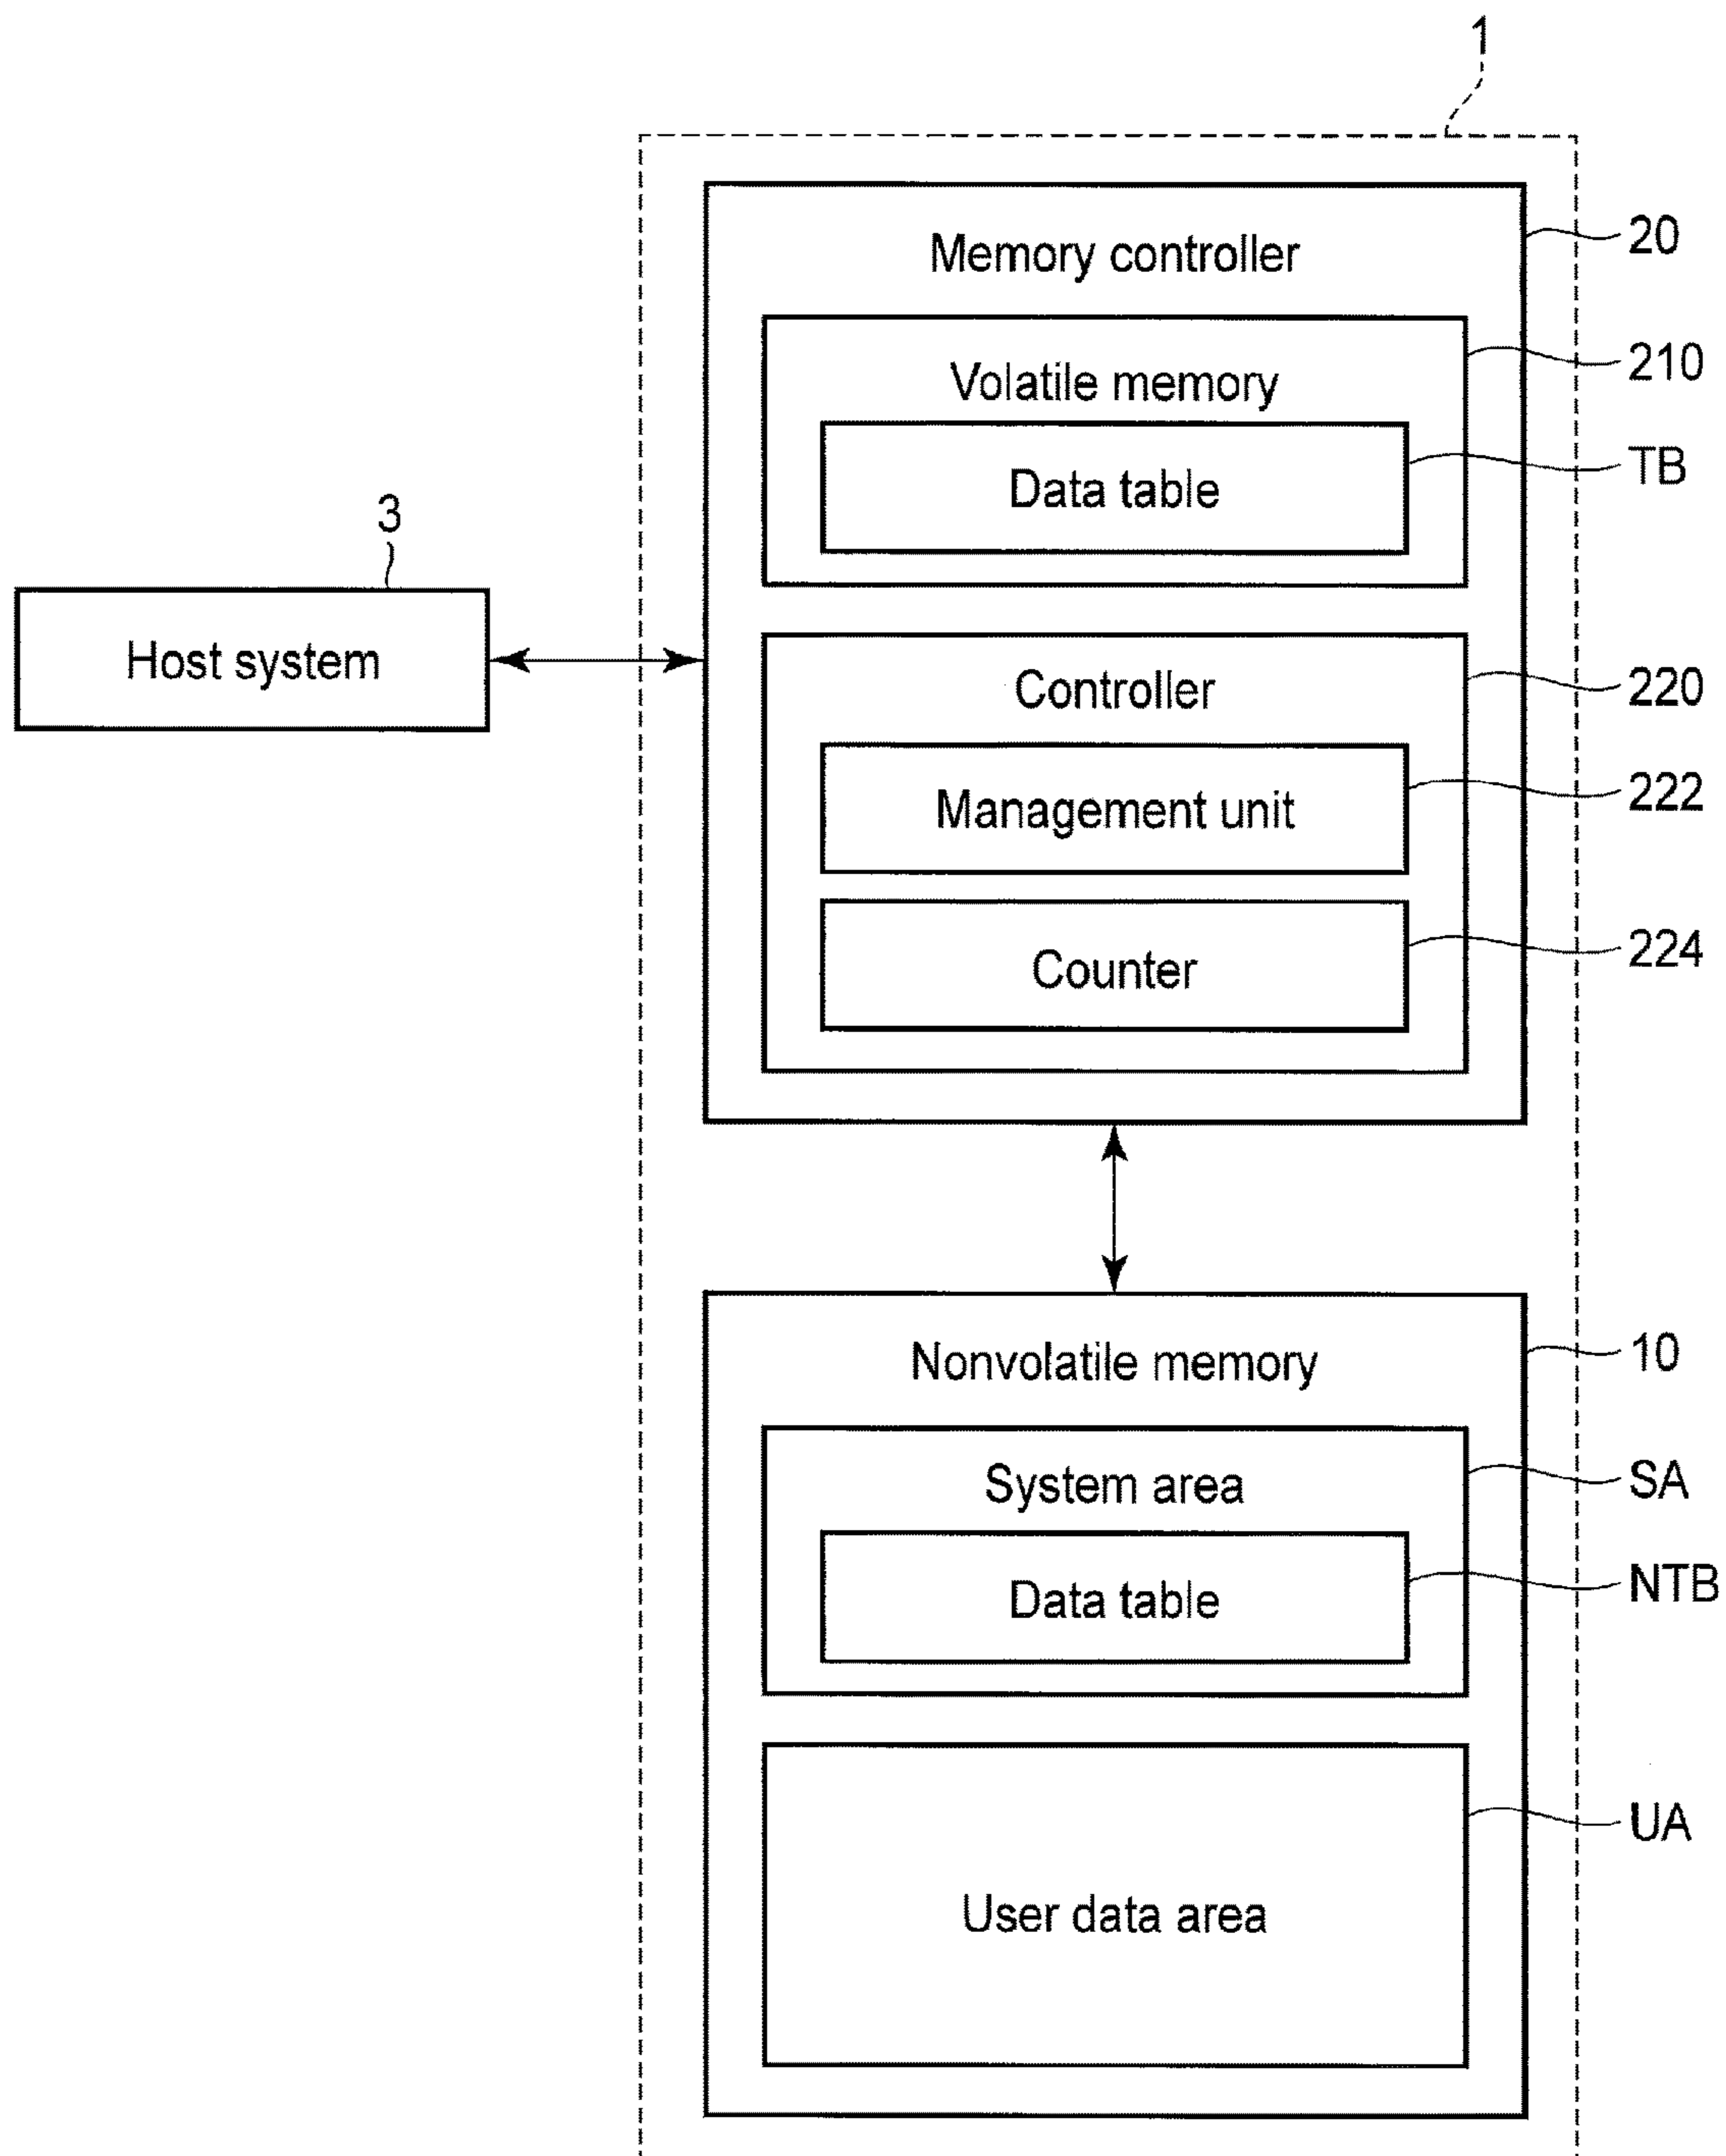 1
Memory controller
20
Volatile memory
210
Data table
TB
3
Host system
Controller
220
Management unit
222
Counter
224
Nonvolatile memory
10
System area
SA
Data table
NTB
User data area
UA